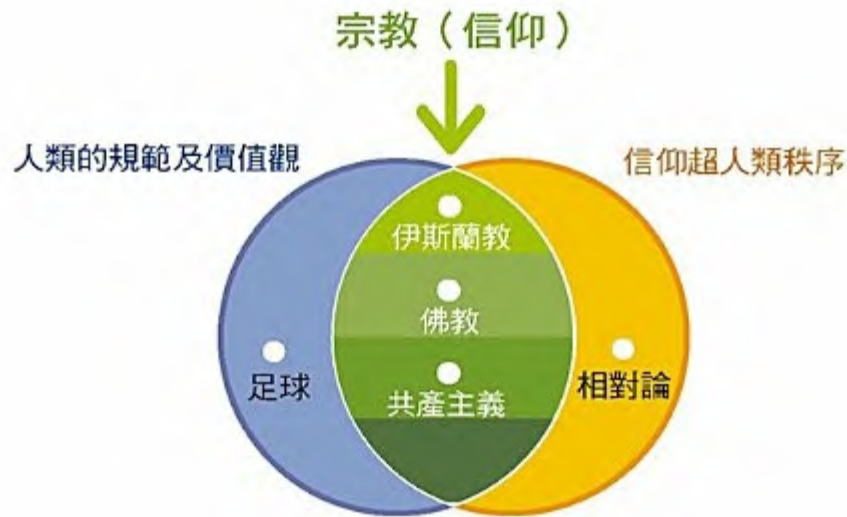 宗教（信仰）
人類的規範及價值觀
信仰超人類秩序
伊斯蘭教
佛教
足球
共產主義
相對論